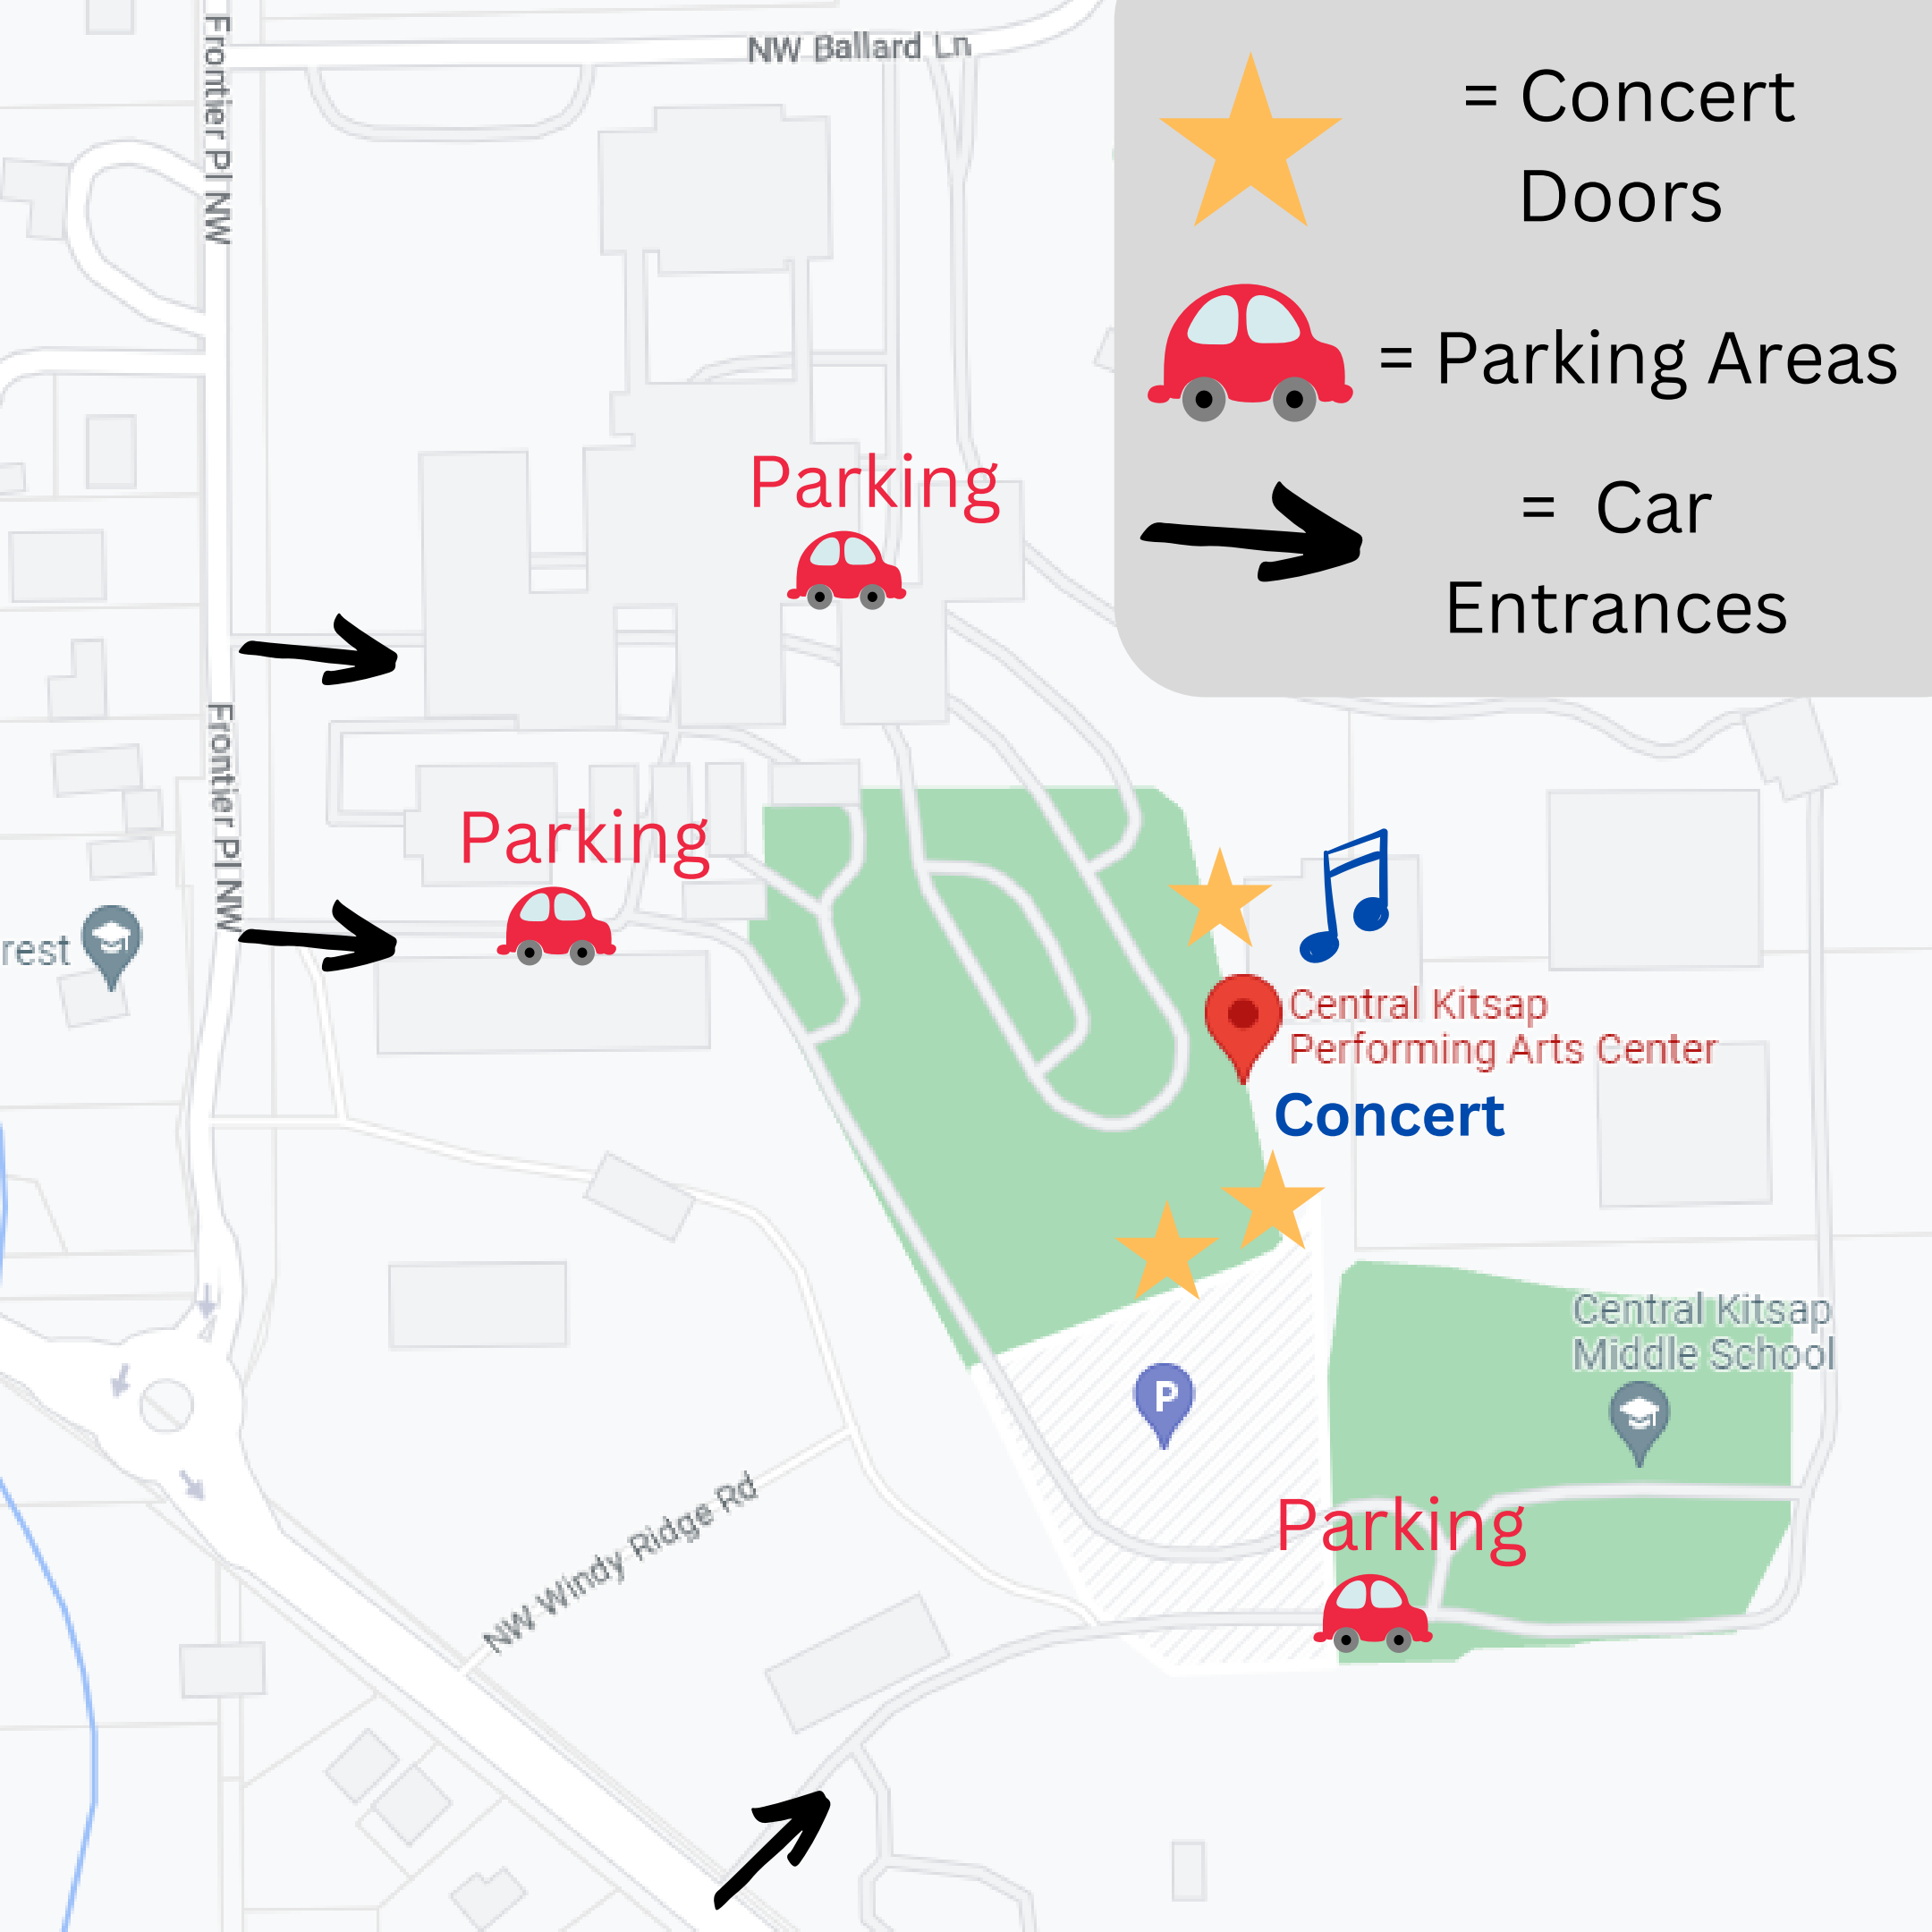 Frontier Pl NW
NW Ballard Ln
= Concert
Doors
= Parking Areas
= Car
Entrances
Parking
Frontier Pl NW
Parking
rest
Central Kitsap
Performing Arts Center
Concert
Central Kitsap
Middle School
P
Parking
NW Windy Ridge Rd